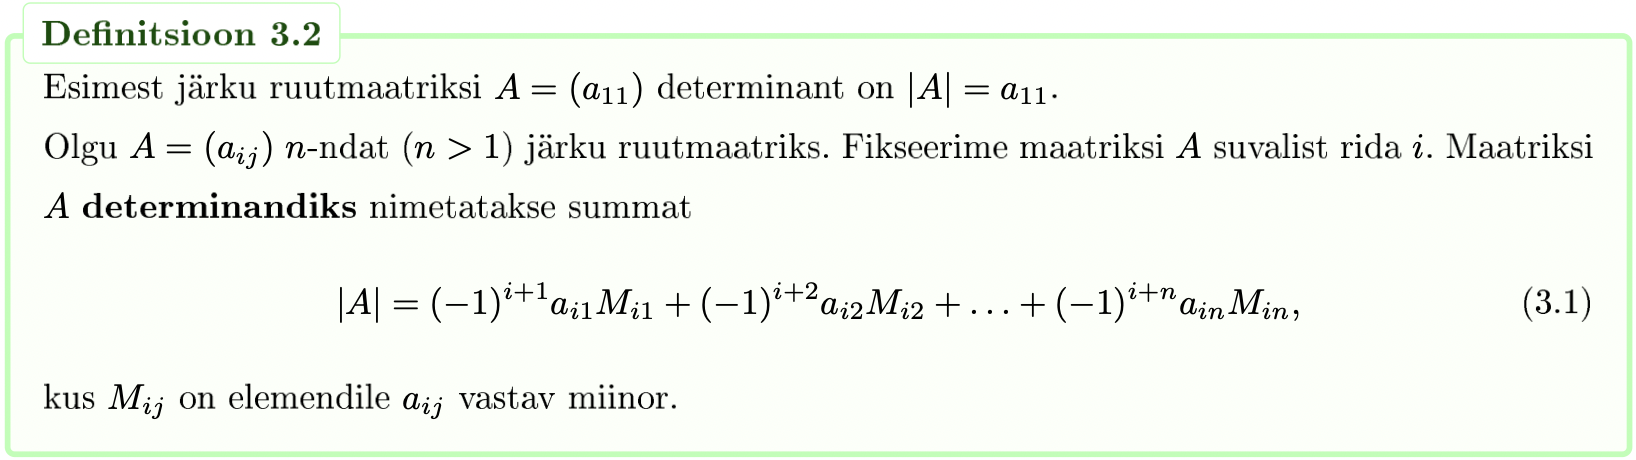 Definitsioon 3.2
Esimest järku ruutmaatriksi $A = (a_{11})$ determinant on $|A| = a_{11}$.
Olgu $A = (a_{ij})$ $n$-ndat $(n > 1)$ järku ruutmaatriks. Fikseerime maatriksi $A$ suvalist rida $i$. Maatriksi
$A$ determinandiks nimetatakse summat
$|A| = (-1)^{i+1}a_{i1}M_{i1} + (-1)^{i+2}a_{i2}M_{i2} + \ldots + (-1)^{i+n}a_{in}M_{in},$ (3.1)
kus $M_{ij}$ on elemendile $a_{ij}$ vastav miinor.